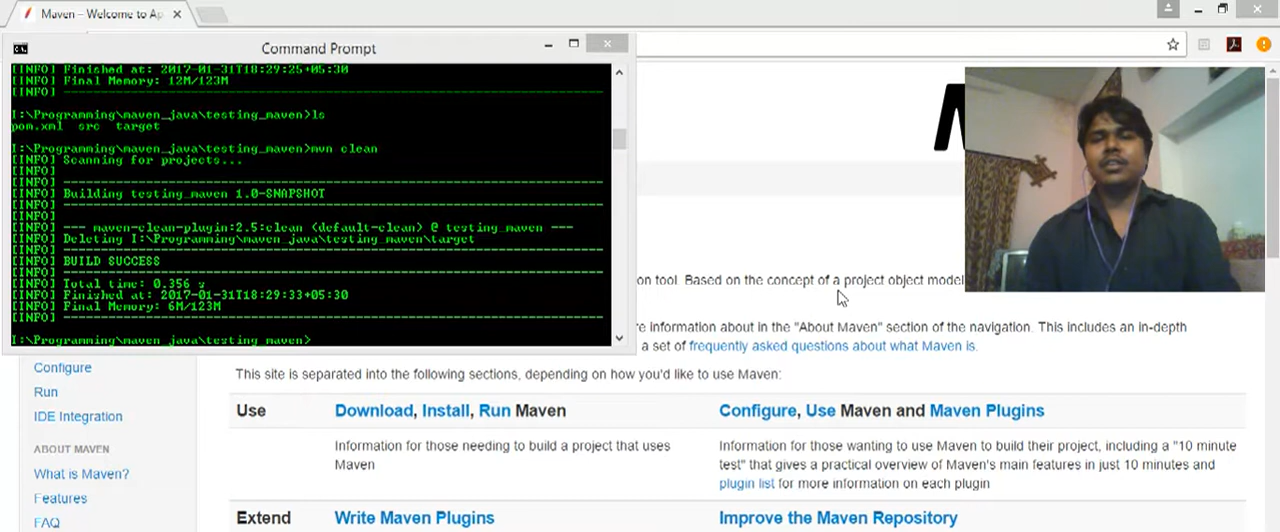 Maven – Welcome to Ap
Command Prompt
[INFO] Finished at: 2017-01-31T18:29:25+05:30
[INFO] Final Memory: 12M/123M
[INFO] ------------------------------------------------------------------------
I:\Programming\maven_java\testing_maven>ls
pom.xml src target
I:\Programming\maven_java\testing_maven>mvn clean
[INFO] Scanning for projects...
[INFO]
[INFO] ------------------------------------------------------------------------
[INFO] Building testing_maven 1.0-SNAPSHOT
[INFO] ------------------------------------------------------------------------
[INFO]
[INFO] --- maven-clean-plugin:2.5:clean (default-clean) @ testing_maven ---
[INFO] Deleting I:\Programming\maven_java\testing_maven\target
[INFO] ------------------------------------------------------------------------
[INFO] BUILD SUCCESS
[INFO] ------------------------------------------------------------------------
[INFO] Total time: 0.356 s
[INFO] Finished at: 2017-01-31T18:29:33+05:30
[INFO] Final Memory: 6M/123M
[INFO] ------------------------------------------------------------------------
I:\Programming\maven_java\testing_maven>
on tool. Based on the concept of a project object model
re information about in the "About Maven" section of the navigation. This includes an in-depth
a set of frequently asked questions about what Maven is.
Configure
Run
IDE Integration
ABOUT MAVEN
What is Maven?
Features
FAQ
This site is separated into the following sections, depending on how you'd like to use Maven:
Use
Download, Install, Run Maven
Configure, Use Maven and Maven Plugins
Information for those needing to build a project that uses
Maven
Information for those wanting to use Maven to build their project, including a "10 minute
test" that gives a practical overview of Maven's main features in just 10 minutes and
plugin list for more information on each plugin
Extend
Write Maven Plugins
Improve the Maven Repository